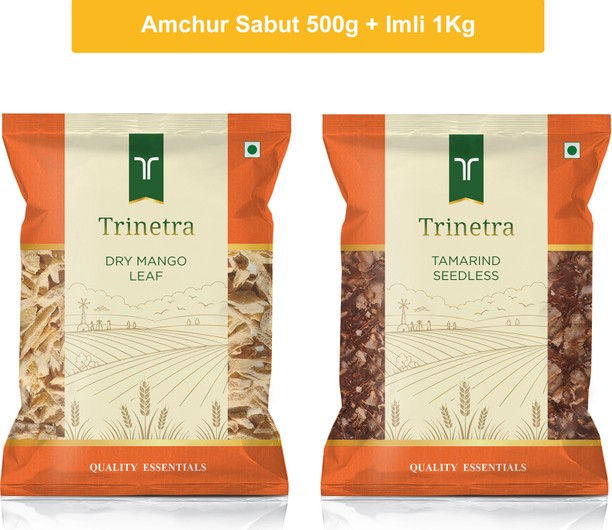 Amchur Sabut 500g + Imli 1Kg
Trinetra
DRY MANGO
LEAF
QUALITY ESSENTIALS
Trinetra
TAMARIND
SEEDLESS
QUALITY ESSENTIALS